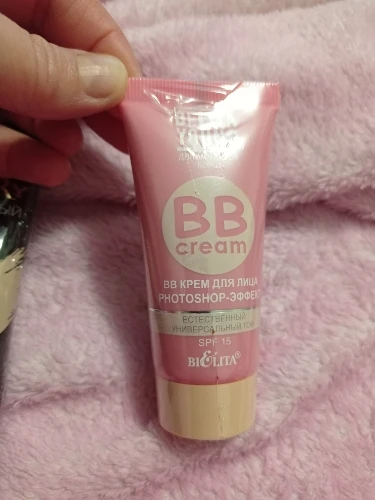 BB
cream
BB КРЕМ ДЛЯ ЛИЦА
PHOTOSHOP-ЭФФЕКТ
ЕСТЕСТВЕННЫЙ
УНИВЕРСАЛЬНЫЙ ТОН
SPF 15
BIELITA®